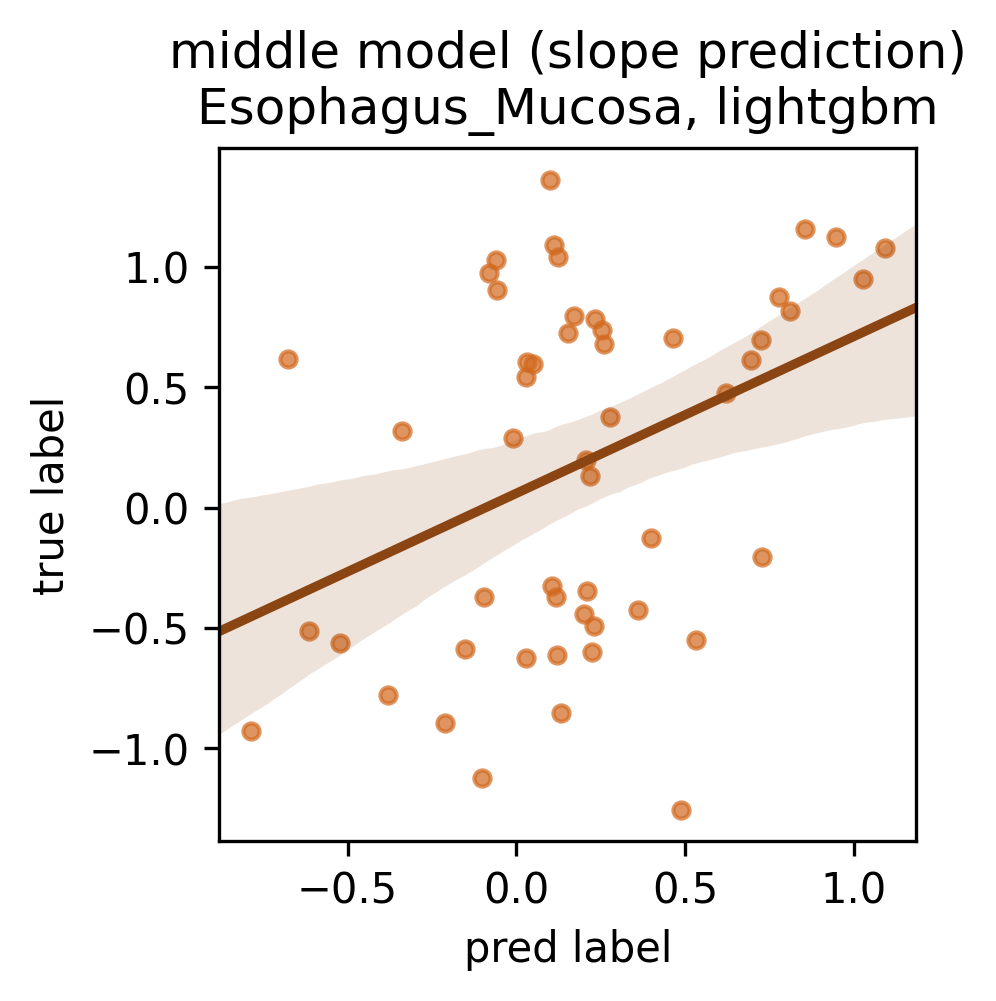 middle model (slope prediction)
Esophagus_Mucosa, lightgbm
1.0
0.5
0.0
−0.5
−1.0
true label
−0.5
0.0
0.5
1.0
pred label